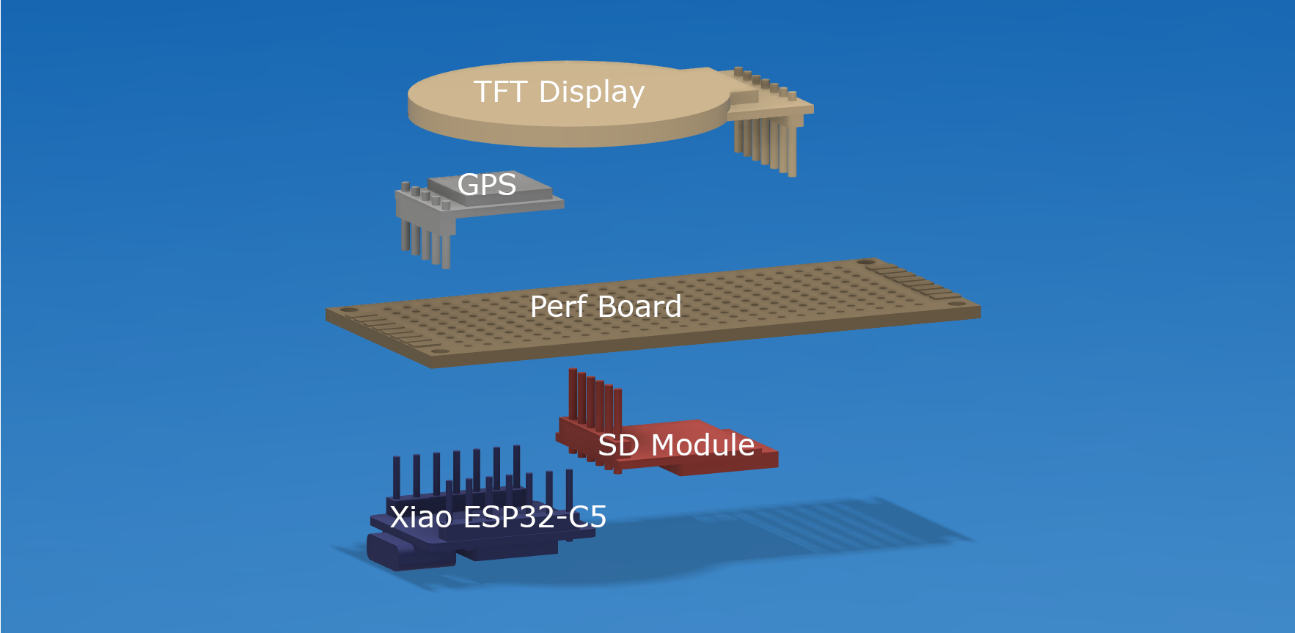 TFT Display
GPS
Perf Board
SD Module
Xiao ESP32-C5